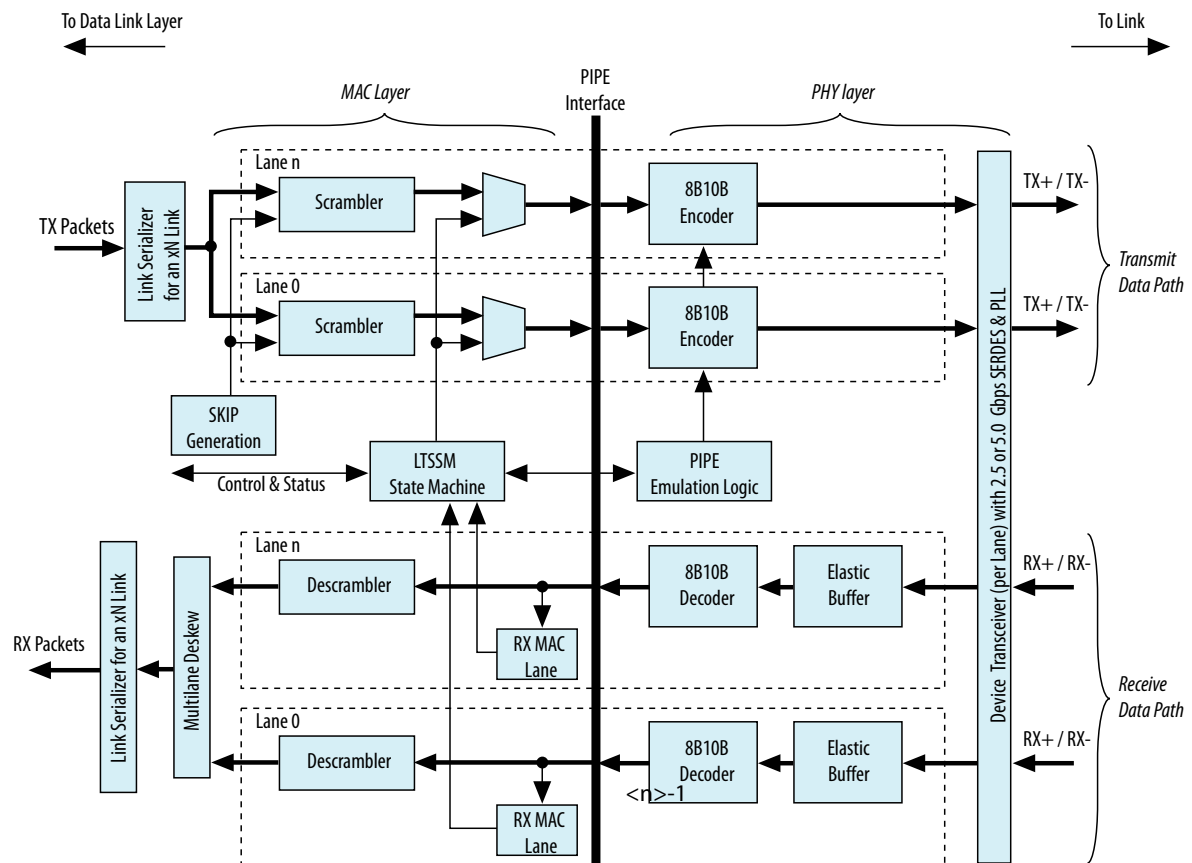 To Data Link Layer
To Link
MAC Layer
PIPE
Interface
PHY layer
Lane n
Scrambler
8B10B
Encoder
TX+ / TX-
TX Packets
Link Serializer
for an xN Link
Lane 0
Scrambler
8B10B
Encoder
TX+ / TX-
Transmit
Data Path
SKIP
Generation
Control & Status
LTSSM
State Machine
PIPE
Emulation Logic
Device Transceiver (per Lane) with 2.5 or 5.0 Gbps SERDES & PLL
Lane n
Descrambler
8B10B
Decoder
Elastic
Buffer
RX+ / RX-
RX MAC
Lane
RX Packets
Link Serializer for an xN Link
Multilane Deskew
Receive
Data Path
Lane 0
Descrambler
8B10B
Decoder
Elastic
Buffer
RX+ / RX-
<n>-1
RX MAC
Lane